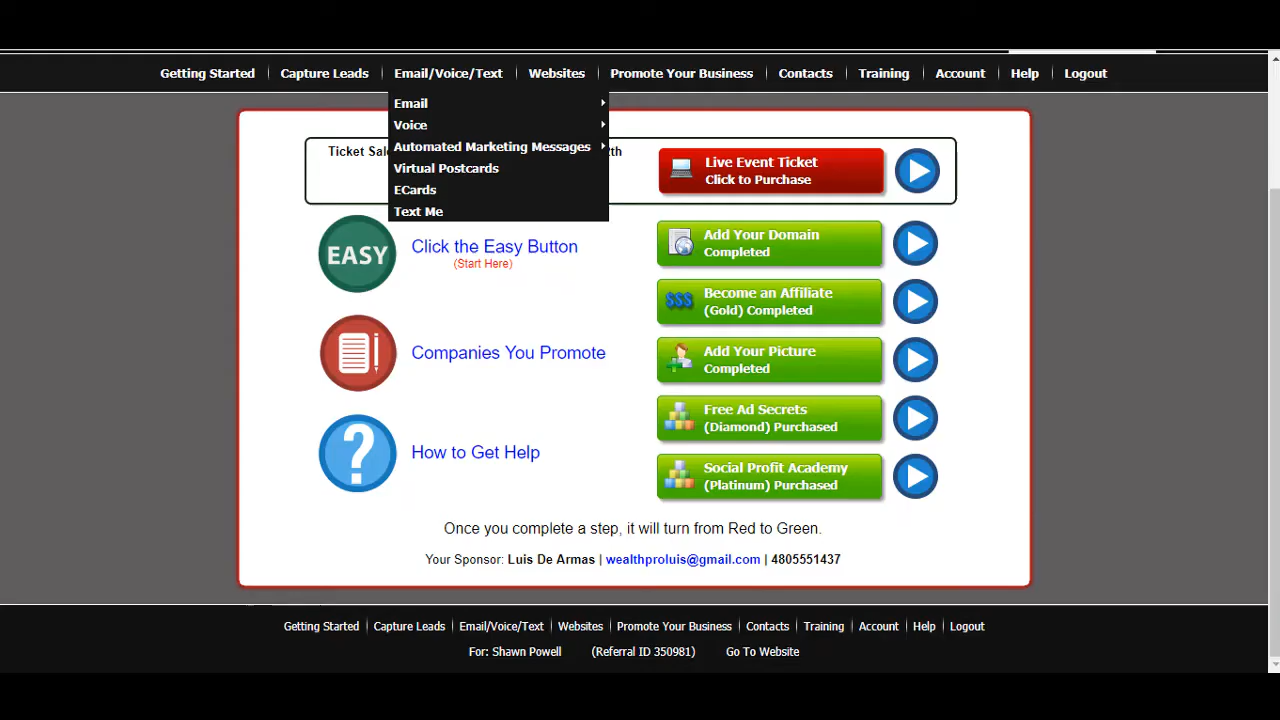 Getting Started
Capture Leads
Email/Voice/Text
Websites
Promote Your Business
Contacts
Training
Account
Help
Logout
Email
Voice
Automated Marketing Messages
Virtual Postcards
ECards
Text Me
Ticket Sale
2th
Live Event Ticket
Click to Purchase
EASY
Click the Easy Button
(Start Here)
Add Your Domain
Completed
$$$
Become an Affiliate
(Gold) Completed
Companies You Promote
Add Your Picture
Completed
Free Ad Secrets
(Diamond) Purchased
?
How to Get Help
Social Profit Academy
(Platinum) Purchased
Once you complete a step, it will turn from Red to Green.
Your Sponsor: Luis De Armas | wealthproluis@gmail.com | 4805551437
Getting Started
Capture Leads
Email/Voice/Text
Websites
Promote Your Business
Contacts
Training
Account
Help
Logout
For: Shawn Powell
(Referral ID 350981)
Go To Website